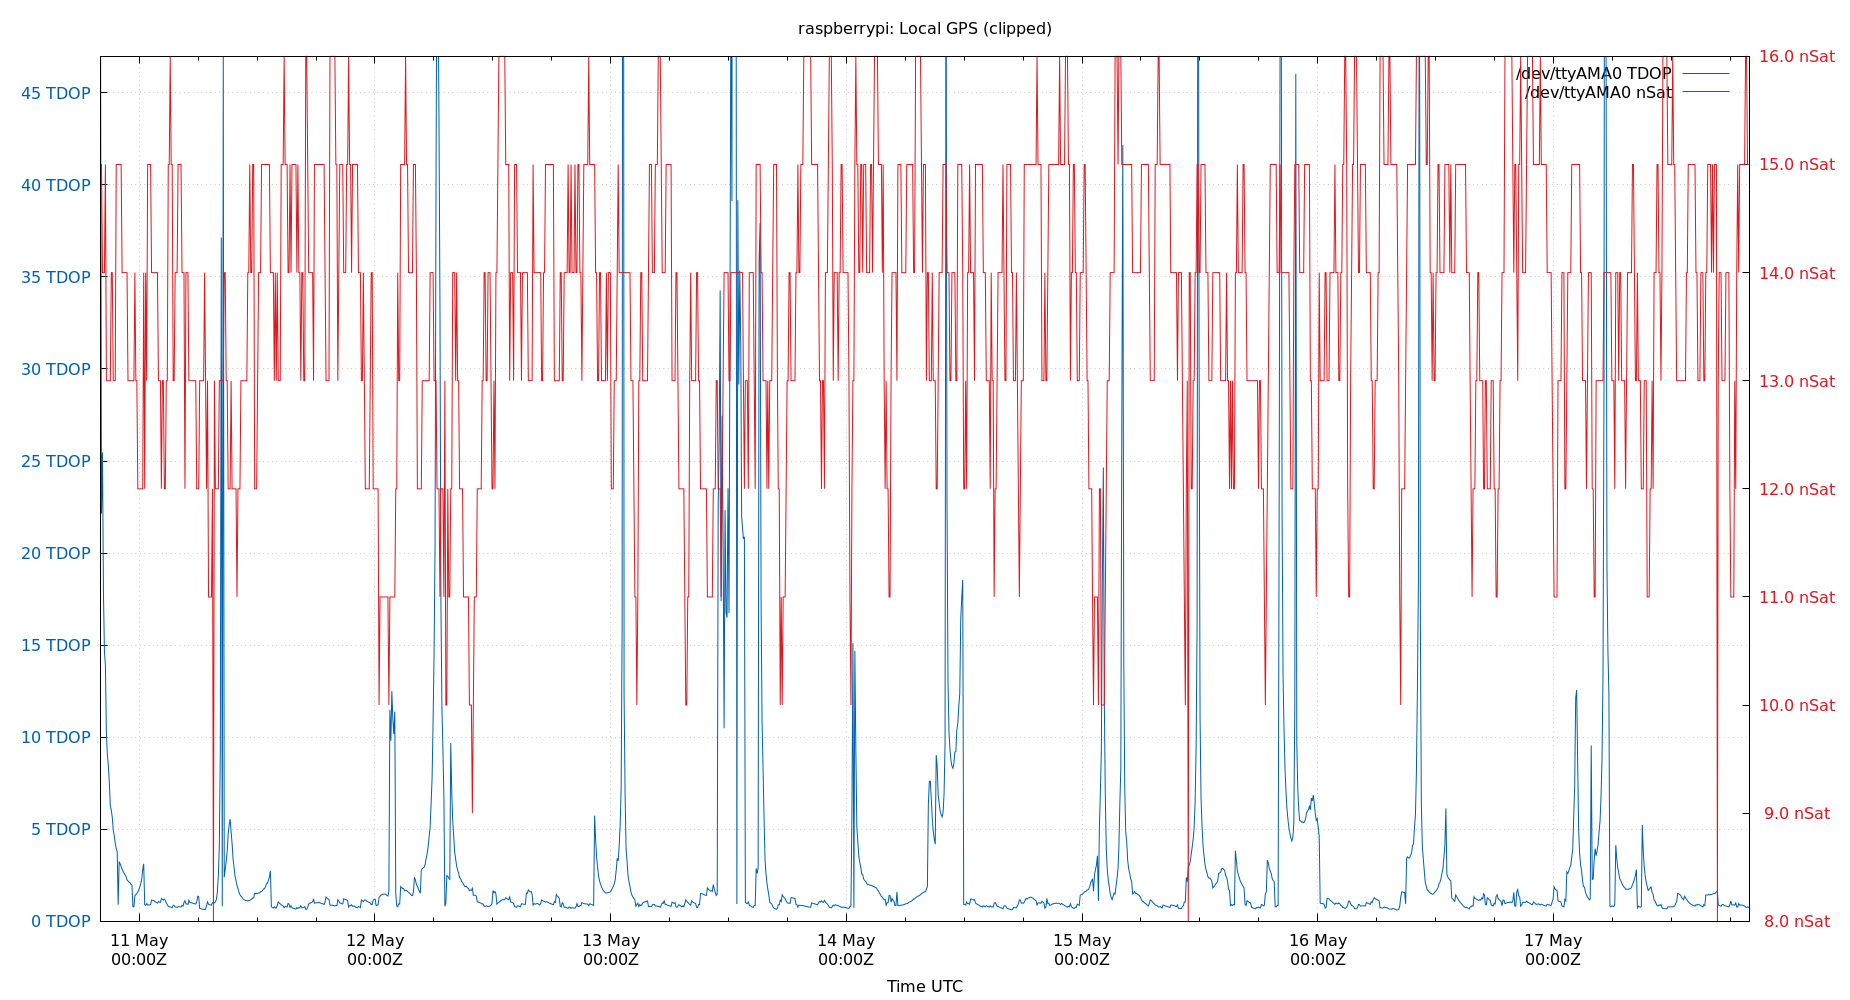 raspberrypi: Local GPS (clipped)
/dev/ttyAMA0 TDOP
/dev/ttyAMA0 nSat
45 TDOP
40 TDOP
35 TDOP
30 TDOP
25 TDOP
20 TDOP
15 TDOP
10 TDOP
5 TDOP
0 TDOP
16.0 nSat
15.0 nSat
14.0 nSat
13.0 nSat
12.0 nSat
11.0 nSat
10.0 nSat
9.0 nSat
8.0 nSat
11 May
00:00Z
12 May
00:00Z
13 May
00:00Z
14 May
00:00Z
15 May
00:00Z
16 May
00:00Z
17 May
00:00Z
Time UTC